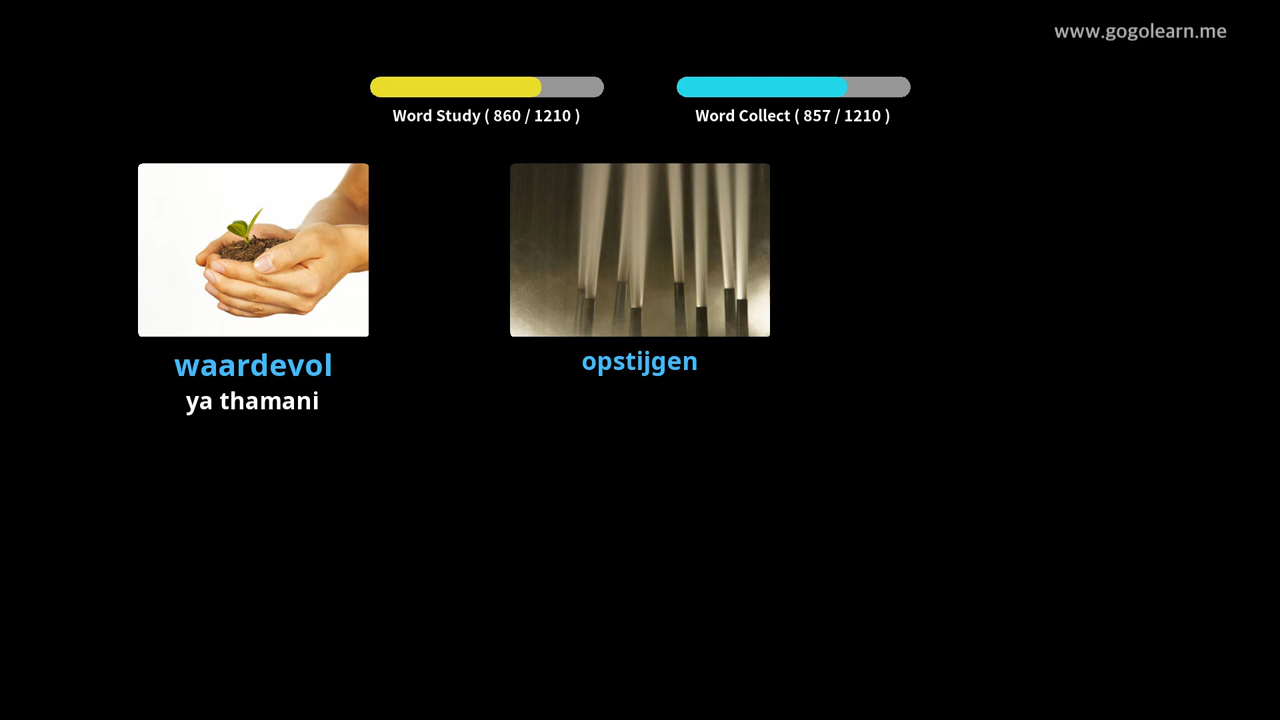 www.gogolearn.me
Word Study ( 860 / 1210 )
Word Collect ( 857 / 1210 )
waardevol
ya thamani
opstijgen